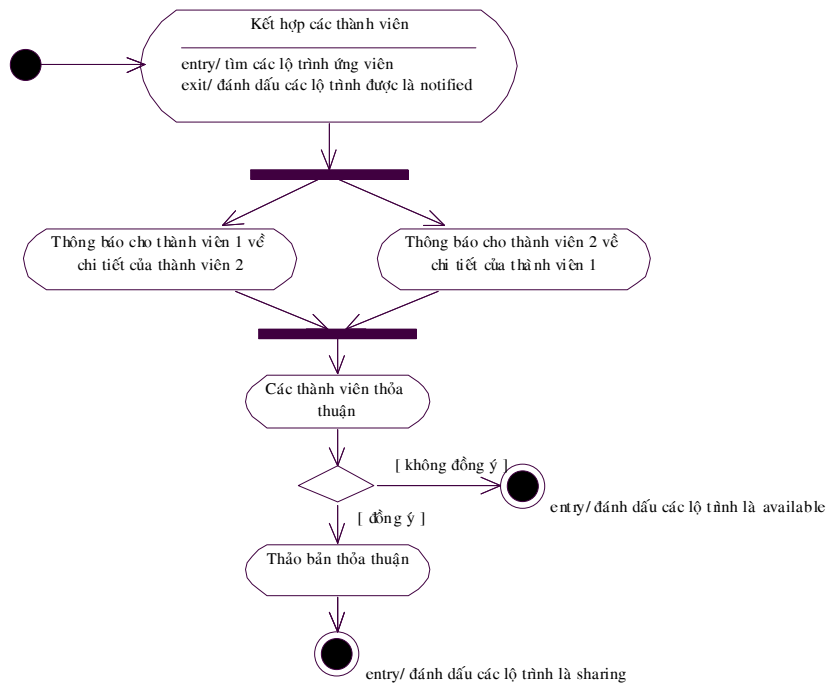 Kết hợp các thành viên
entry/ tìm các lộ trình ứng viên
exit/ đánh dấu các lộ trình được là notified
Thông báo cho thành viên 1 về
chi tiết của thành viên 2
Thông báo cho thành viên 2 về
chi tiết của thành viên 1
Các thành viên thỏa
thuận
[ không đồng ý ]
entry/ đánh dấu các lộ trình là available
[ đồng ý ]
Thảo bản thỏa thuận
entry/ đánh dấu các lộ trình là sharing